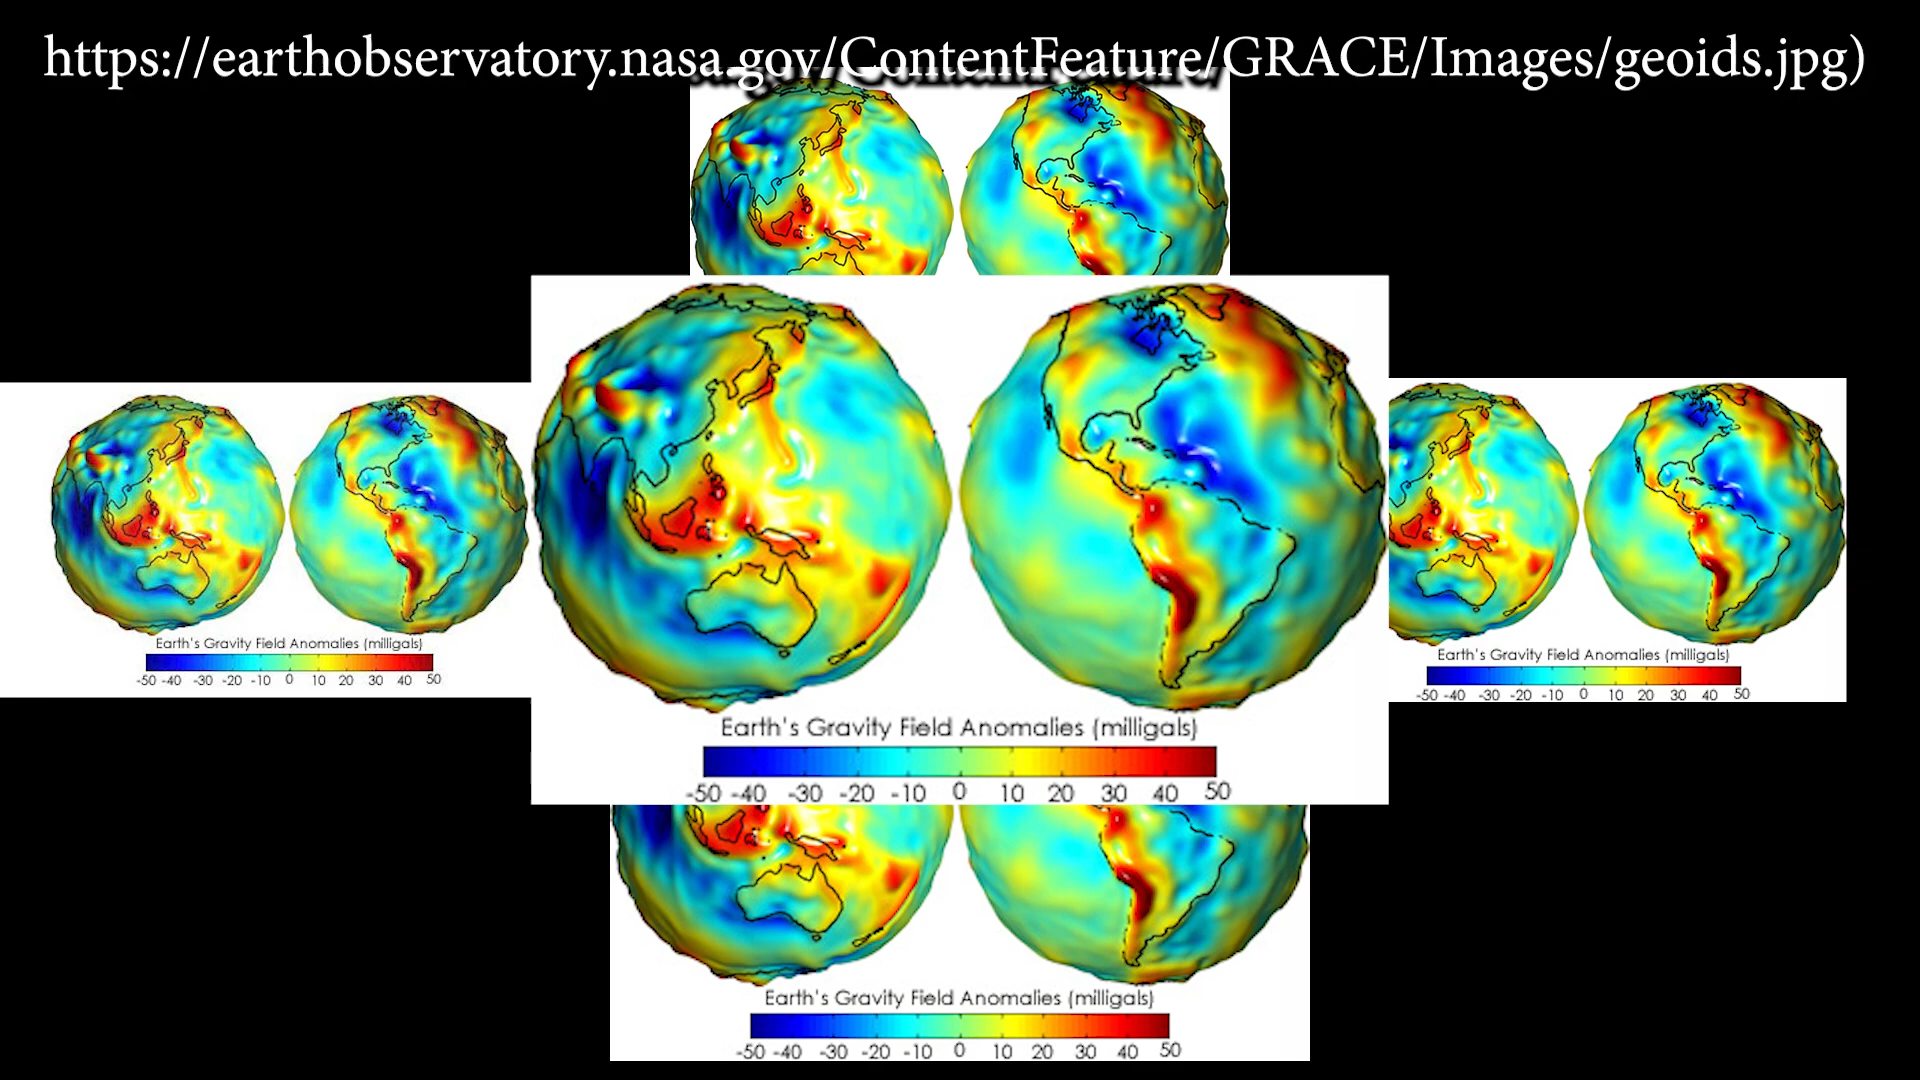 https://earthobservatory.nasa.gov/ContentFeature/GRACE/Images/geoids.jpg)
Earth's Gravity Field Anomalies (milligals)
-50 -40 -30 -20 -10 0 10 20 30 40 50
Earth's Gravity Field Anomalies (milligals)
-50 -40 -30 -20 -10 0 10 20 30 40 50
Earth's Gravity Field Anomalies (milligals)
-50 -40 -30 -20 -10 0 10 20 30 40 50
Earth's Gravity Field Anomalies (milligals)
-50 -40 -30 -20 -10 0 10 20 30 40 50